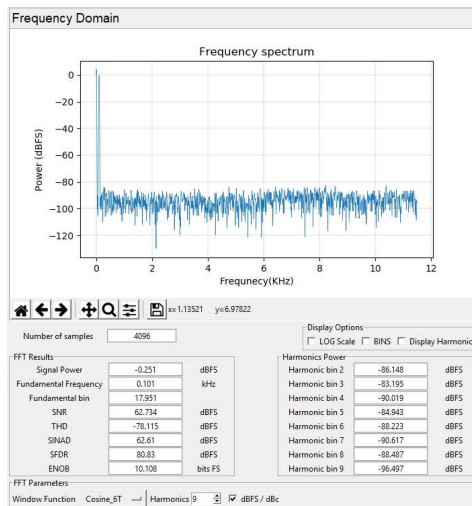 Frequency Domain
Frequency spectrum
0
−20
−40
−60
−80
−100
−120
Power (dBFS)
0 2 4 6 8 10 12
Frequnecy(KHz)
x=1.13521 y=6.97822
Number of samples 4096
Display Options
LOG Scale BINS Display Harmonic
FFT Results Harmonics Power
Signal Power -0.251 dBFS Harmonic bin 2 -86.148 dBFS
Fundamental Frequency 0.101 kHz Harmonic bin 3 -83.195 dBFS
Fundamental bin 17.951 Harmonic bin 4 -90.019 dBFS
SNR 62.734 dBFS Harmonic bin 5 -84.943 dBFS
THD -78.115 dBFS Harmonic bin 6 -88.223 dBFS
SINAD 62.61 dBFS Harmonic bin 7 -90.617 dBFS
SFDR 80.83 dBFS Harmonic bin 8 -88.487 dBFS
ENOB 10.108 bits FS Harmonic bin 9 -96.497 dBFS
FFT Parameters
Window Function Cosine_6T Harmonics 9 dBFS / dBc